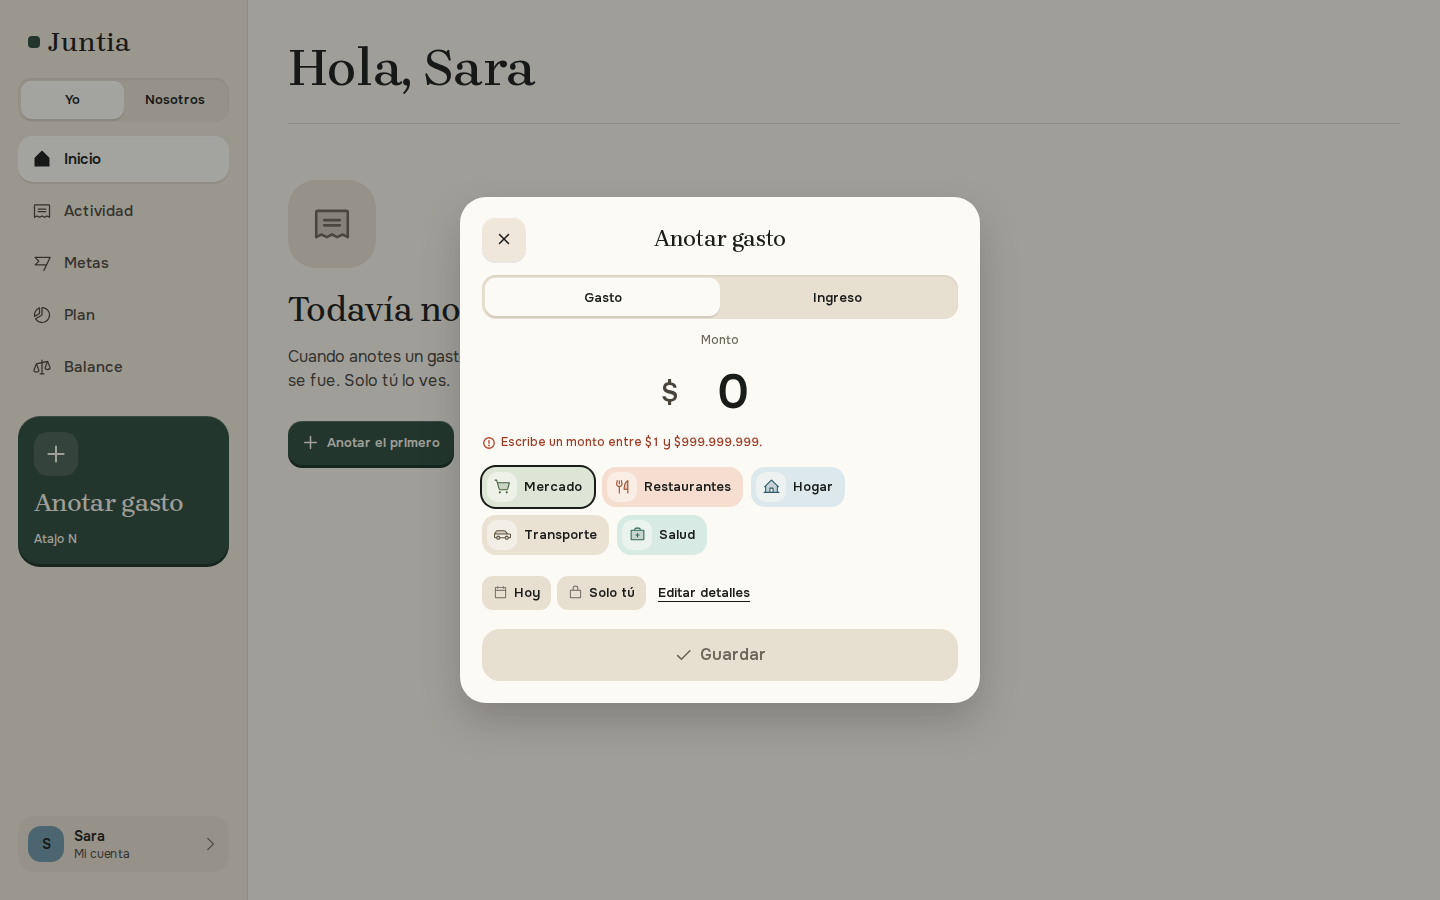 Juntia
Yo
Nosotros
Inicio
Actividad
Metas
Plan
Balance
Anotar gasto
Atajo N
Sara
Mi cuenta
S
Hola, Sara
Todavía no
Cuando anotes un gast
se fue. Solo tú lo ves.
Anotar el primero
Anotar gasto
Gasto
Ingreso
Monto
$ 0
Escribe un monto entre $1 y $999.999.999.
Mercado
Restaurantes
Hogar
Transporte
Salud
Hoy
Solo tú
Editar detalles
Guardar